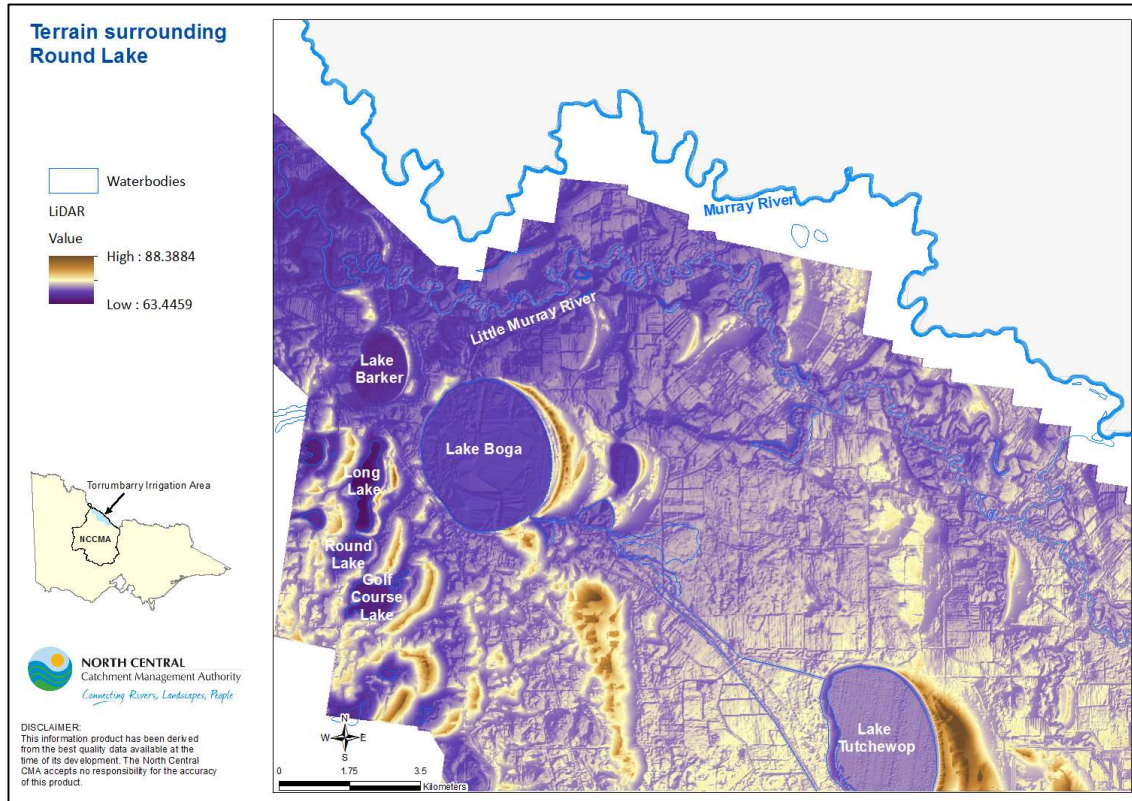 Terrain surrounding
Round Lake
Waterbodies
LiDAR
Value
High : 88.3884
Low : 63.4459
Torrumbarry Irrigation Area
NCCMA
NORTH CENTRAL
Catchment Management Authority
Connecting Rivers, Landscapes, People
DISCLAIMER:
This information product has been derived
from the best quality data available at the
time of its development. The North Central
CMA accepts no responsibility for the accuracy
of this product.
Murray River
Little Murray River
Lake
Barker
Lake Boga
Long
Lake
Round
Lake
Golf
Course
Lake
Lake
Tutchewop
N
W E
S
0 1.75 3.5
Kilometers